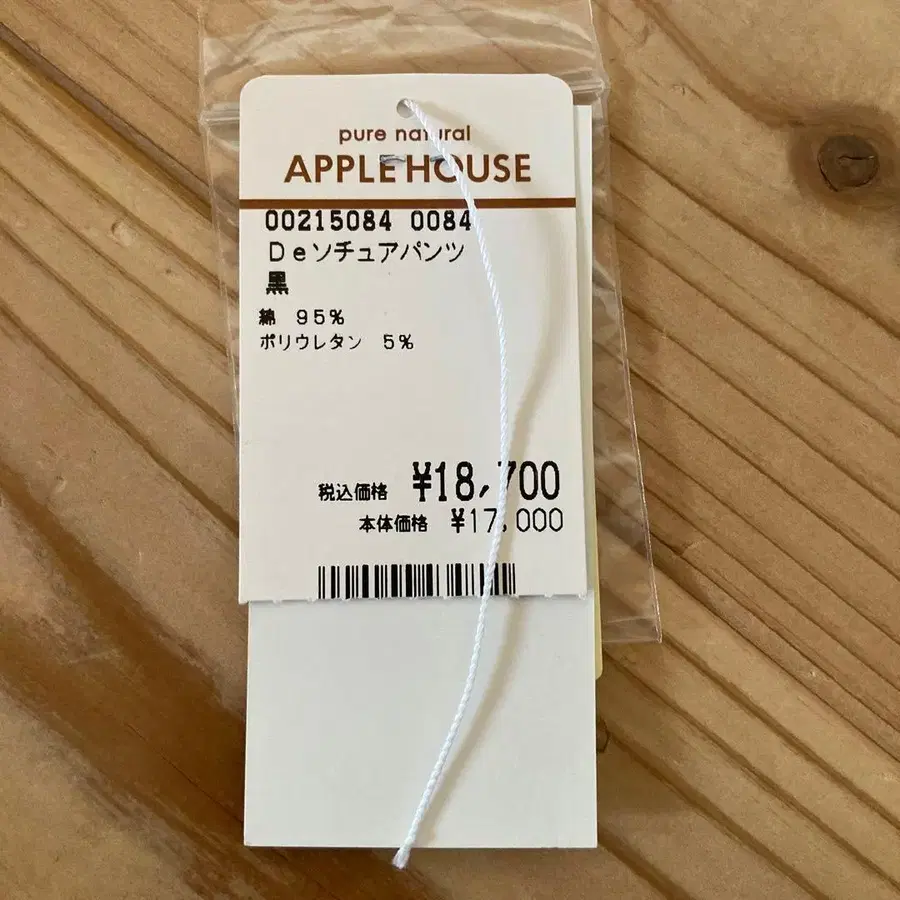 pure natural
APPLE HOUSE
00215084 0084
Deソチュアパンツ
黒
綿 95%
ポリウレタン 5%
税込価格 ¥18,700
本体価格 ¥17,000